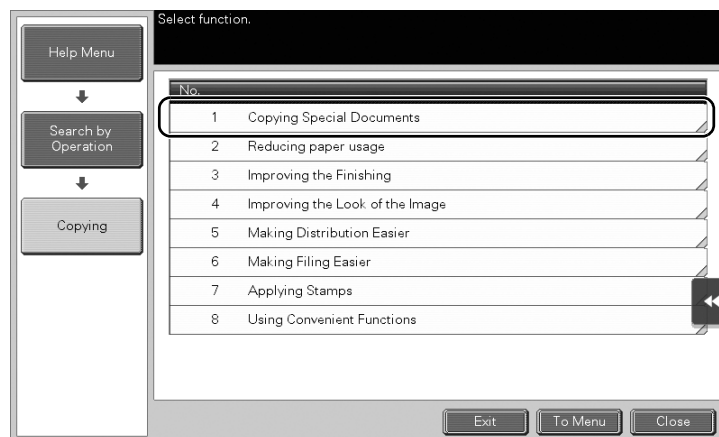 Select function.
Help Menu
Search by
Operation
Copying
No.
1 Copying Special Documents
2 Reducing paper usage
3 Improving the Finishing
4 Improving the Look of the Image
5 Making Distribution Easier
6 Making Filing Easier
7 Applying Stamps
8 Using Convenient Functions
Exit To Menu Close